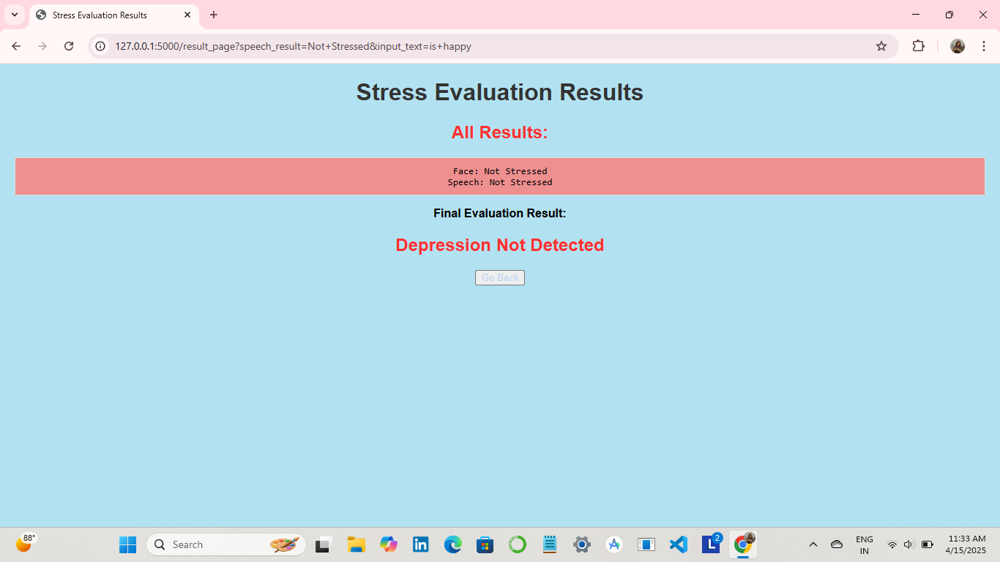 Stress Evaluation Results
127.0.0.1:5000/result_page?speech_result=Not+Stressed&input_text=is+happy
Stress Evaluation Results
All Results:
Face: Not Stressed
Speech: Not Stressed
Final Evaluation Result:
Depression Not Detected
Go Back
88°
Search
L
2
ENG
IN
11:33 AM
4/15/2025